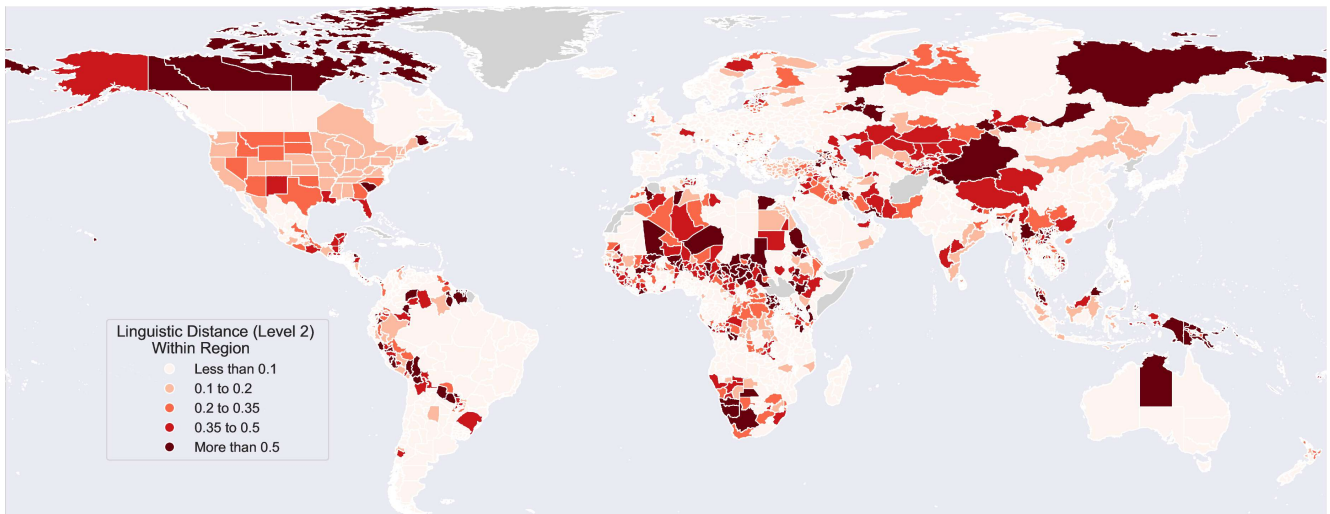 Linguistic Distance (Level 2)
Within Region
Less than 0.1
0.1 to 0.2
0.2 to 0.35
0.35 to 0.5
More than 0.5